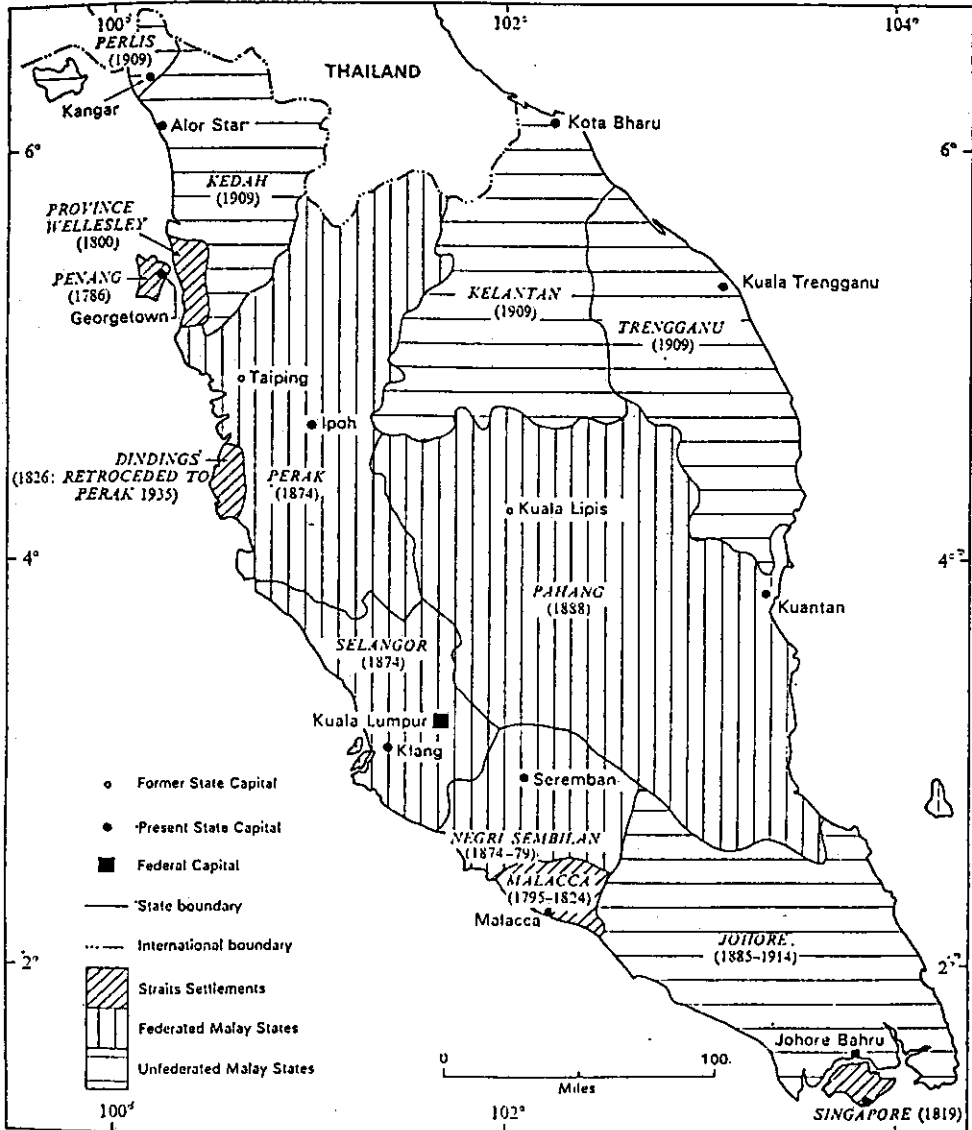 100°
102°
104°
PERLIS
(1909)
THAILAND
Kangar
Alor Star
Kota Bharu
6°
6°
KEDAH
(1909)
PROVINCE
WELLESLEY
(1800)
PENANG
(1786)
Georgetown
KELANTAN
(1909)
Kuala Trengganu
TRENGGANU
(1909)
Taiping
Ipoh
DINDINGS
(1826: RETROCEDED TO
PERAK 1935)
PERAK
(1874)
Kuala Lipis
4°
4°
PAHANG
(1888)
Kuantan
SELANGOR
(1874)
Kuala Lumpur
Klang
Seremban
NEGRI SEMBILAN
(1874-79)
MALACCA
(1795-1824)
Malacca
JOHORE
(1885-1914)
2°
2°
Johore Bahru
SINGAPORE (1819)
Former State Capital
Present State Capital
Federal Capital
State boundary
International boundary
Straits Settlements
Federated Malay States
Unfederated Malay States
0 100
Miles
100°
102°